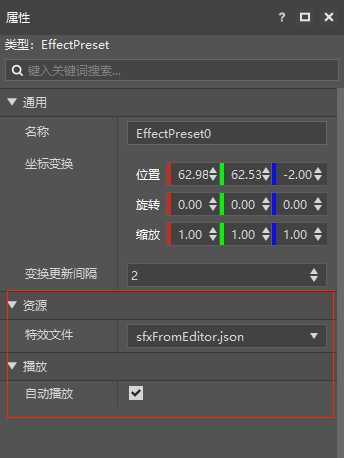 属性
类型：EffectPreset
键入关键词搜索...
通用
名称 EffectPreset0
坐标变换
位置 62.98 62.53 -2.00
旋转 0.00 0.00 0.00
缩放 1.00 1.00 1.00
变换更新间隔 2
资源
特效文件 sfxFromEditor.json
播放
自动播放